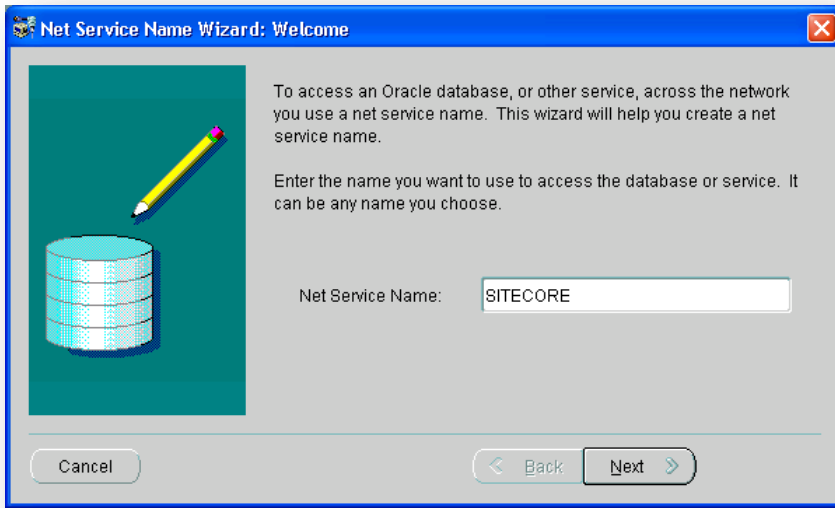 Net Service Name Wizard: Welcome
To access an Oracle database, or other service, across the network
you use a net service name. This wizard will help you create a net
service name.
Enter the name you want to use to access the database or service. It
can be any name you choose.
Net Service Name: SITECORE
Cancel Back Next